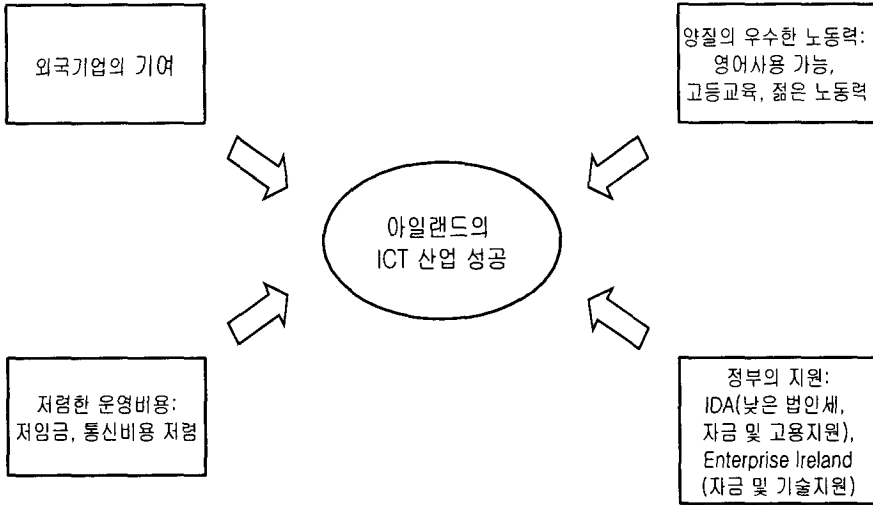 외국기업의 기여
양질의 우수한 노동력:
영어사용 가능,
고등교육, 젊은 노동력
아일랜드의
ICT 산업 성공
저렴한 운영비용:
저임금, 통신비용 저렴
정부의 지원:
IDA(낮은 법인세,
자금 및 고용지원),
Enterprise Ireland
(자금 및 기술지원)